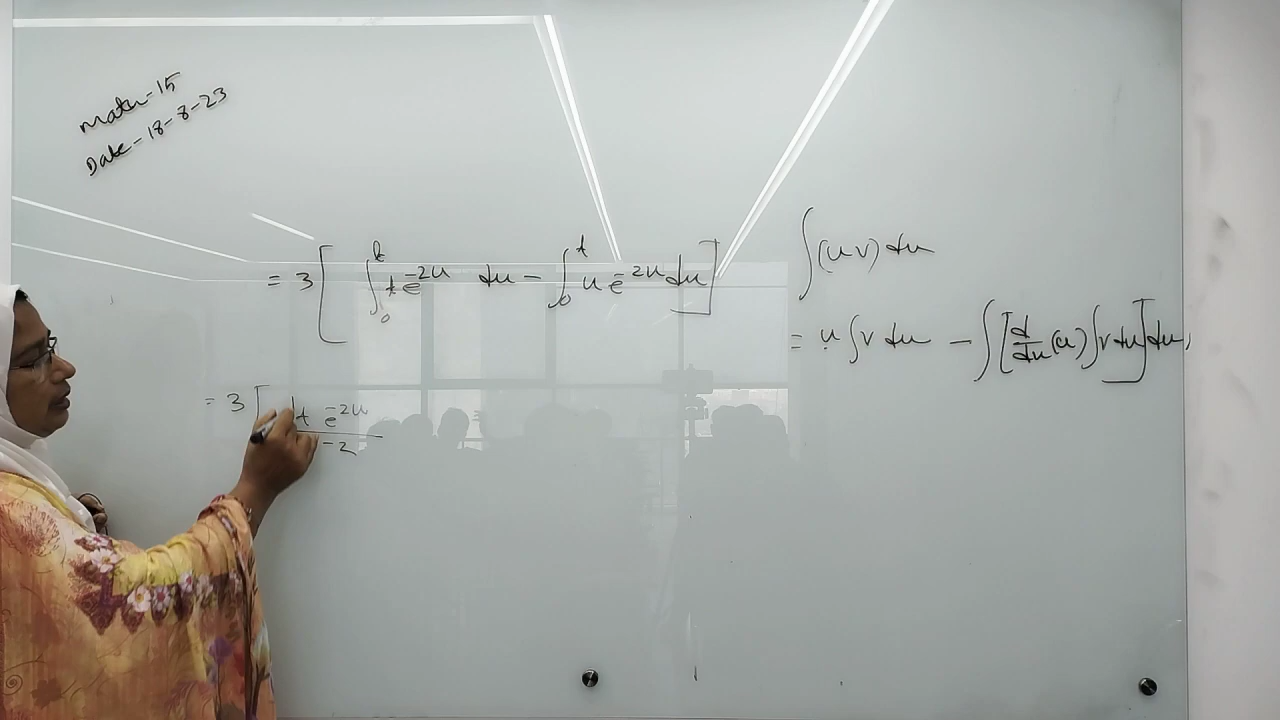 Math-15
Date-18-8-23
= 3 [ ∫₀ᵗ t e^-2u du - ∫₀ᵗ u e^-2u du ]
∫(uv) du
= u ∫v du - ∫[d/du (u) ∫v du] du,
= 3 [ t e^-2u / -2